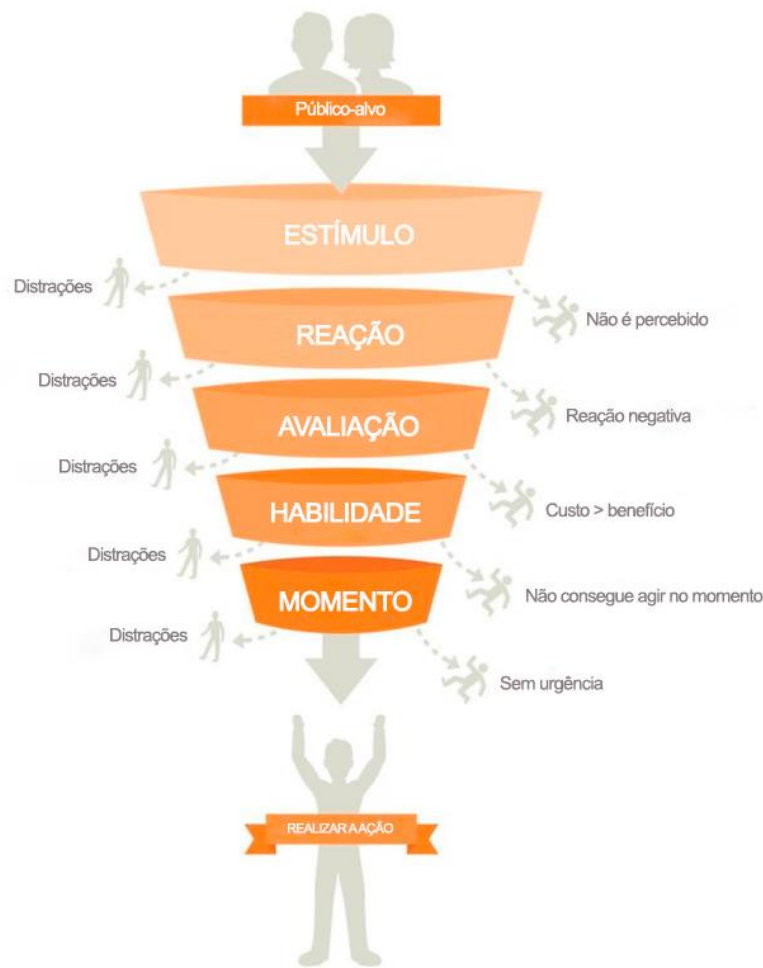 Público-alvo
ESTÍMULO
Distrações
Não é percebido
REAÇÃO
Distrações
Reação negativa
AVALIAÇÃO
Distrações
Custo > benefício
HABILIDADE
Distrações
Não consegue agir no momento
MOMENTO
Distrações
Sem urgência
REALIZAR A AÇÃO